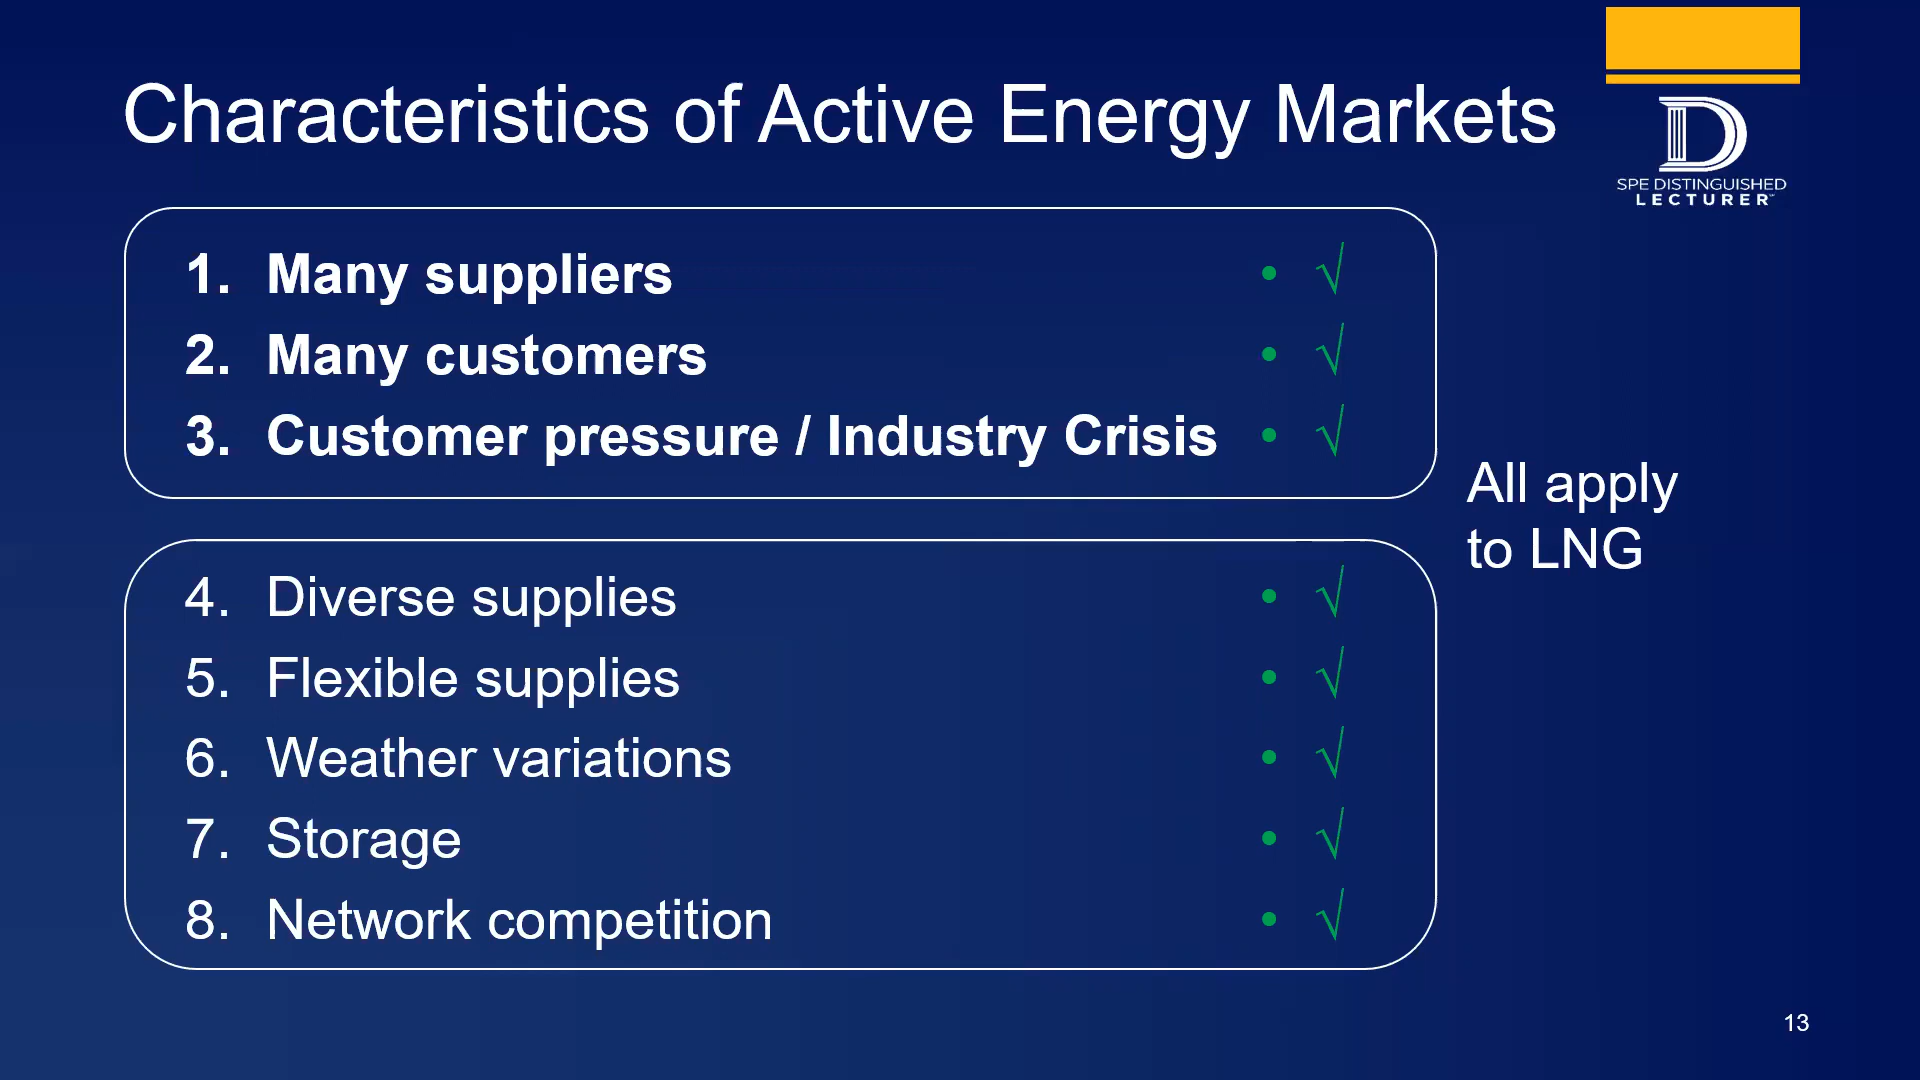 Characteristics of Active Energy Markets
SPE DISTINGUISHED
LECTURER
1. Many suppliers • √
2. Many customers • √
3. Customer pressure / Industry Crisis • √
All apply
to LNG
4. Diverse supplies • √
5. Flexible supplies • √
6. Weather variations • √
7. Storage • √
8. Network competition • √
13